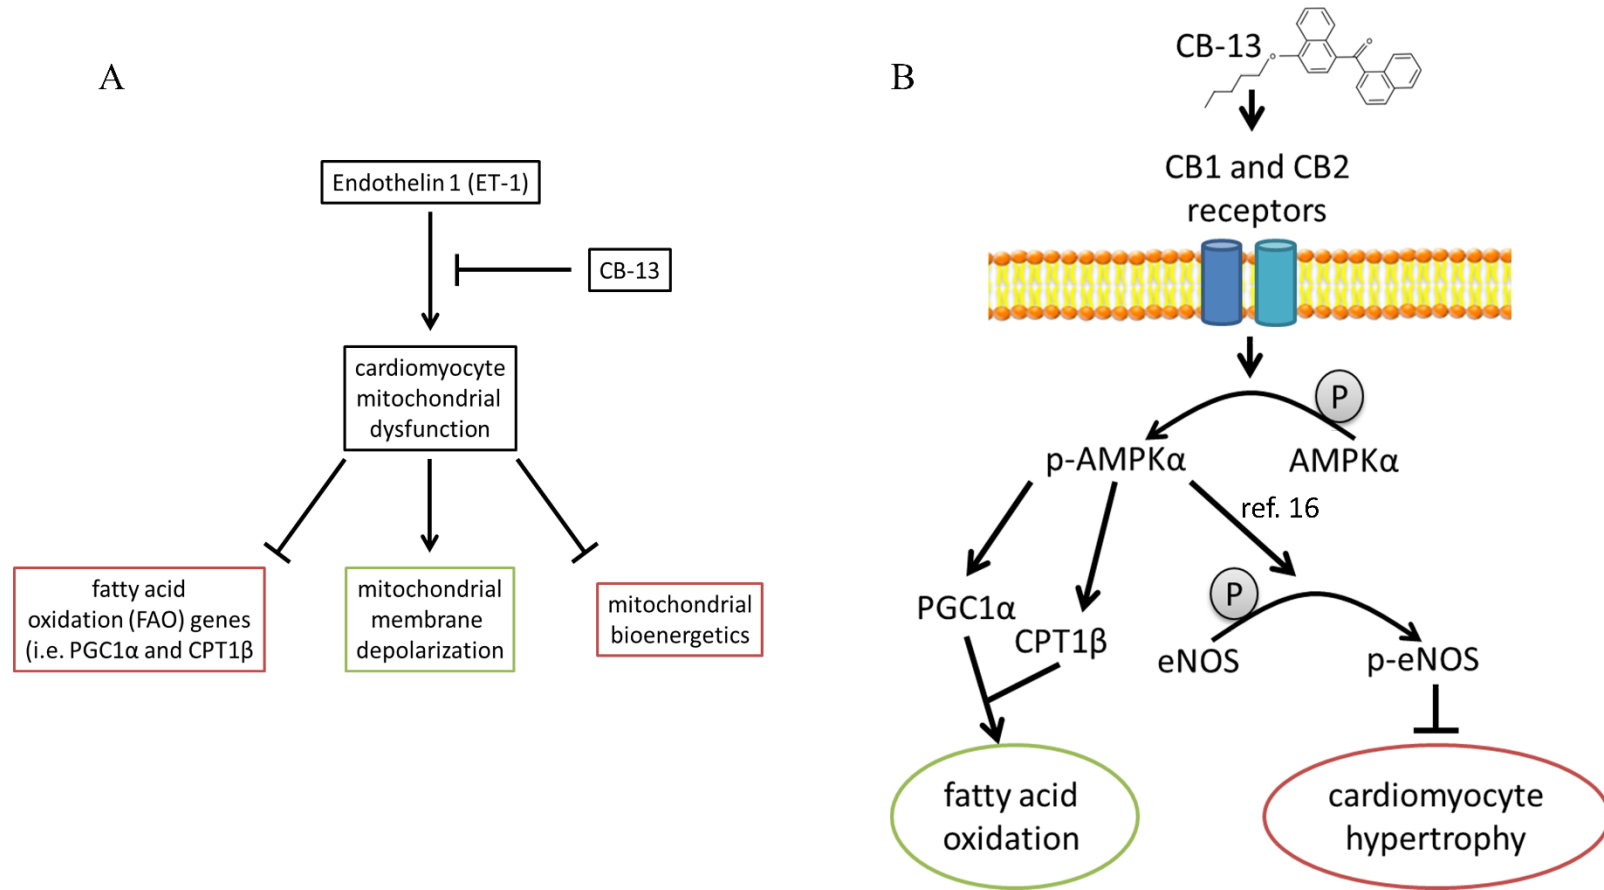 A
Endothelin 1 (ET-1)
CB-13
cardiomyocyte
mitochondrial
dysfunction
fatty acid
oxidation (FAO) genes
(i.e. PGC1α and CPT1β
mitochondrial
membrane
depolarization
mitochondrial
bioenergetics
B
CB-13
o
o
CB1 and CB2
receptors
P
p-AMPKα
AMPKα
ref. 16
PGC1α
CPT1β
P
eNOS
p-eNOS
fatty acid
oxidation
cardiomyocyte
hypertrophy